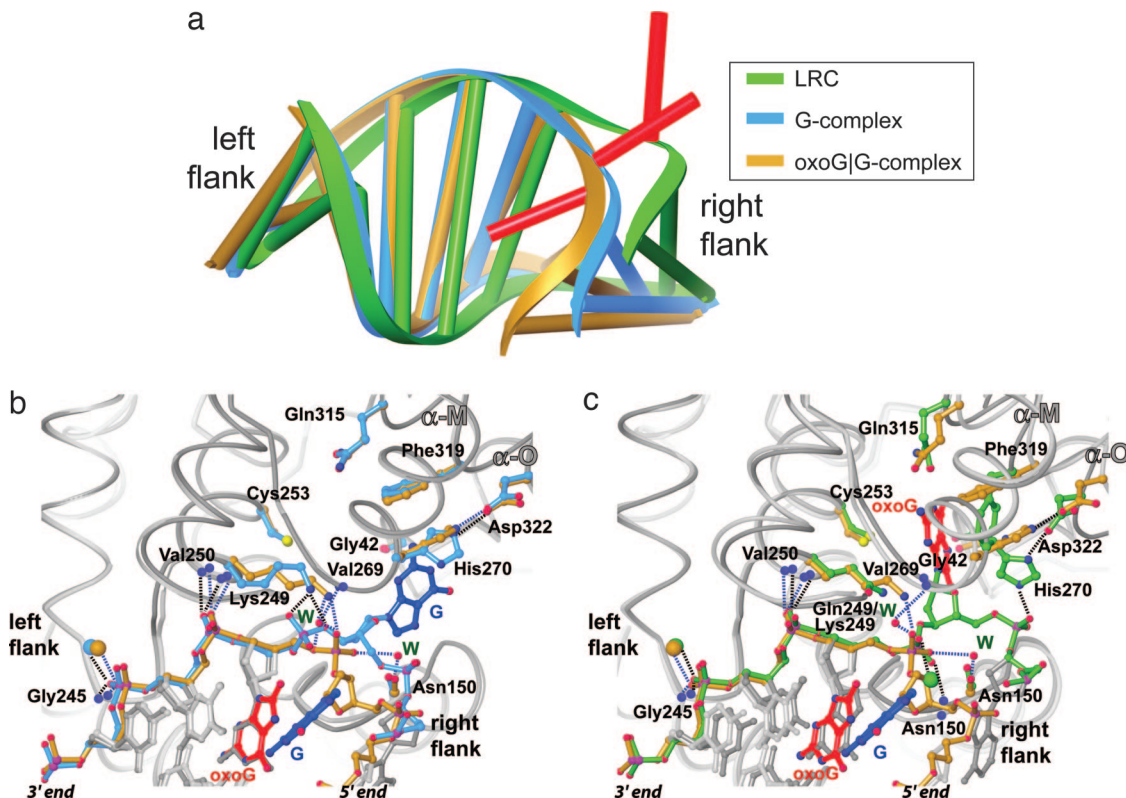 a
left
flank
right
flank
LRC
G-complex
oxoG|G-complex
b
Gln315
α-M
Phe319
α-O
Cys253
Asp322
Gly42
Val250
Val269
His270
Lys249
W
G
left
flank
W
Gly245
Asn150
right
flank
G
oxoG
3' end
5' end
c
α-M
Gln315
Phe319
α-O
Cys253
oxoG
Asp322
Val250
Gly42
Val269
His270
Gln249/
Lys249
W
left
flank
W
Gly245
Asn150
Asn150
right
flank
G
oxoG
3' end
5' end